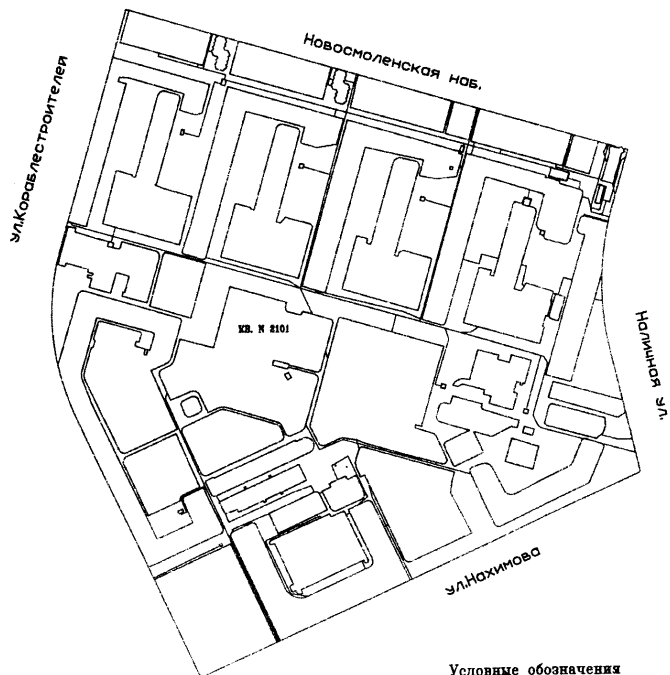 Новосмоленская наб.
ул.Кораблестроителей
КВ. N 2101
Наличная ул.
ул.Нахимова
Условные обозначения